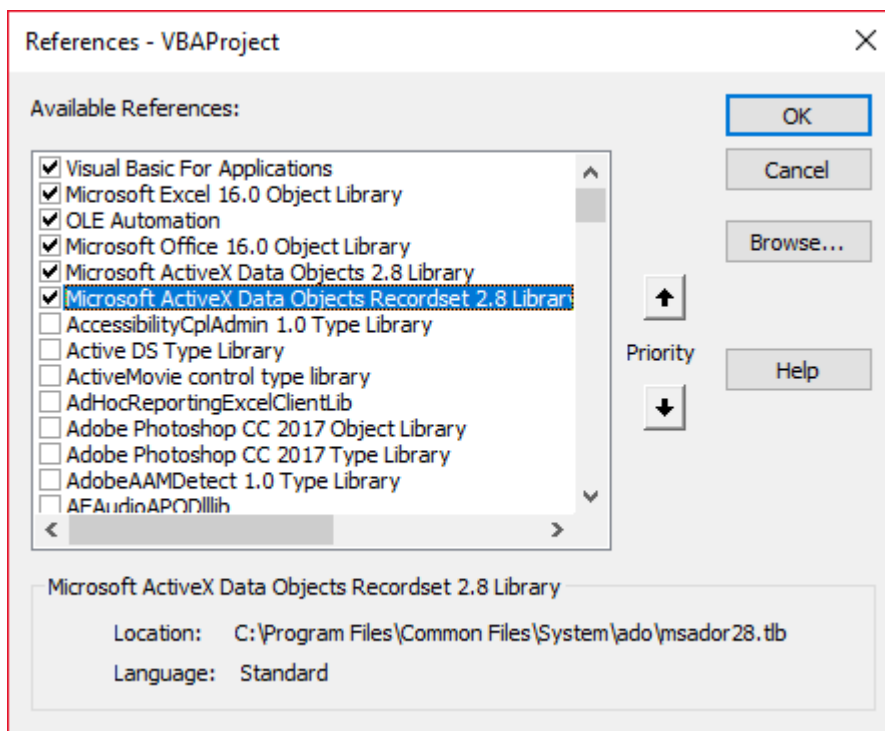 References - VBAProject
Available References:
Visual Basic For Applications
Microsoft Excel 16.0 Object Library
OLE Automation
Microsoft Office 16.0 Object Library
Microsoft ActiveX Data Objects 2.8 Library
Microsoft ActiveX Data Objects Recordset 2.8 Library
AccessibilityCplAdmin 1.0 Type Library
Active DS Type Library
ActiveMovie control type library
AdHocReportingExcelClientLib
Adobe Photoshop CC 2017 Object Library
Adobe Photoshop CC 2017 Type Library
AdobeAAMDetect 1.0 Type Library
AEAudioAPODlllib
OK
Cancel
Browse...
Priority
Help
Microsoft ActiveX Data Objects Recordset 2.8 Library
Location: C:\Program Files\Common Files\System\ado\msador28.tlb
Language: Standard